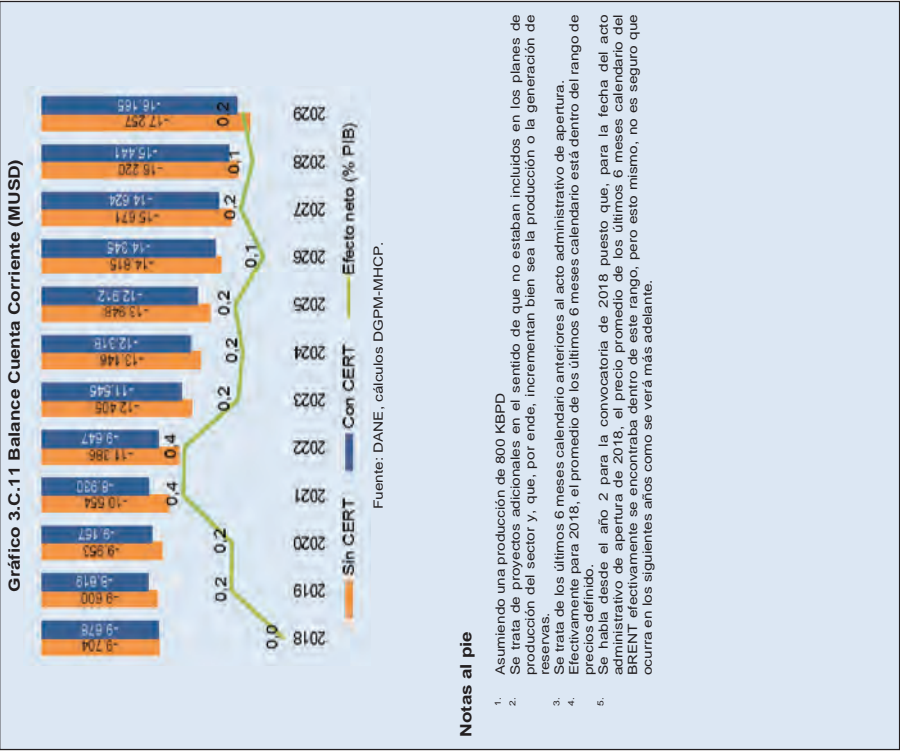 Gráfico 3.C.11 Balance Cuenta Corriente (MUSD)
-9.704 -9.600 -9.953 -10.554 -11.386 -12.405 -13.146 -13.948 -14.815 -15.671 -16.220 -17.257
-9.678 -8.819 -9.157 -8.930 -9.647 -11.545 -12.318 -12.912 -14.345 -14.624 -15.441 -16.165
0,0 0,2 0,2 0,4 0,4 0,2 0,2 0,2 0,1 0,2 0,1 0,2
2018 2019 2020 2021 2022 2023 2024 2025 2026 2027 2028 2029
Sin CERT Con CERT Efecto neto (% PIB)
Fuente: DANE, cálculos DGPM-MHCP.
Notas al pie
1. Asumiendo una producción de 800 KBPD
2. Se trata de proyectos adicionales en el sentido de que no estaban incluidos en los planes de
producción del sector y, que, por ende, incrementan bien sea la producción o la generación de
reservas.
3. Se trata de los últimos 6 meses calendario anteriores al acto administrativo de apertura.
4. Efectivamente para 2018, el promedio de los últimos 6 meses calendario está dentro del rango de
precios definido.
5. Se habla desde el año 2 para la convocatoria de 2018 puesto que, para la fecha del acto
administrativo de apertura de 2018, el precio promedio de los últimos 6 meses calendario del
BRENT efectivamente se encontraba dentro de este rango, pero esto mismo, no es seguro que
ocurra en los siguientes años como se verá más adelante.